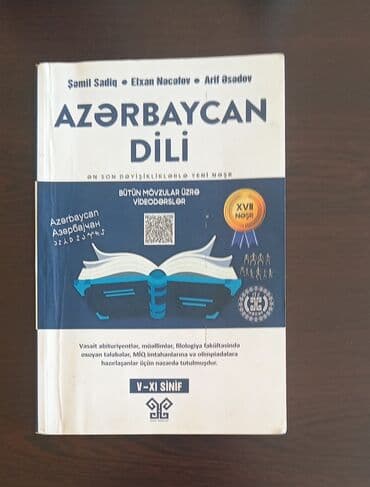 Şəmil Sadiq • Elxan Nəcəfov • Arif Əsədov
AZƏRBAYCAN
DİLİ
ƏN SON DƏYİŞİKLİKLƏRLƏ YENİ NƏŞR
BÜTÜN MÖVZULAR ÜZRƏ
VİDEODƏRSLƏR
Azərbaycan
Азәрбајҹан
XVII
NƏŞR
Vəsait abituriyentlər, müəllimlər, filologiya fakültəsində
oxuyan tələbələr, MİQ imtahanlarına və olimpiadalara
hazırlaşanlar üçün nəzərdə tutulmuşdur.
V-XI SİNİF